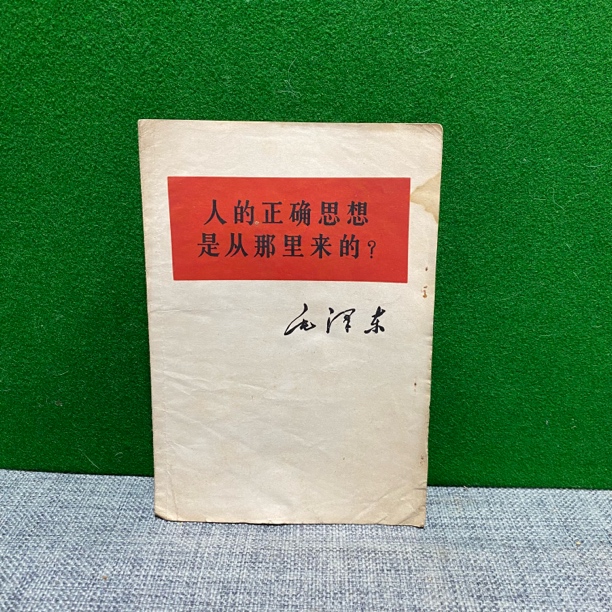 人的正确思想
是从那里来的？
毛泽东